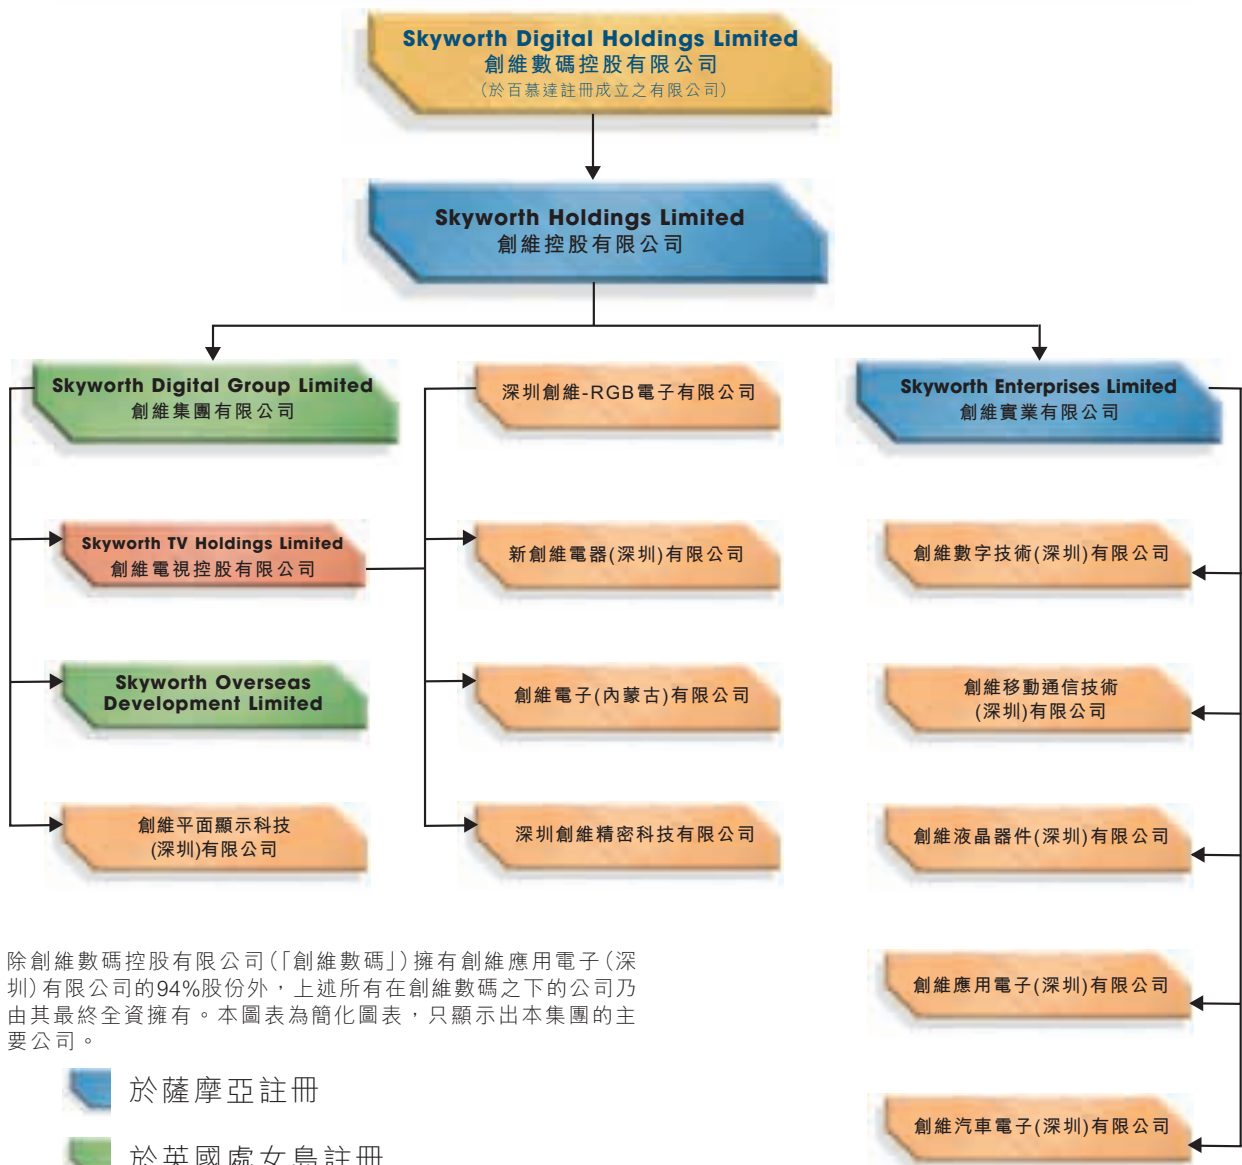 Skyworth Digital Holdings Limited
創維數碼控股有限公司
(於百慕達註冊成立之有限公司)
Skyworth Holdings Limited
創維控股有限公司
Skyworth Digital Group Limited
創維集團有限公司
深圳創維-RGB電子有限公司
Skyworth Enterprises Limited
創維實業有限公司
Skyworth TV Holdings Limited
創維電視控股有限公司
新創維電器(深圳)有限公司
創維數字技術(深圳)有限公司
Skyworth Overseas
Development Limited
創維電子(內蒙古)有限公司
創維移動通信技術
(深圳)有限公司
創維平面顯示科技
(深圳)有限公司
深圳創維精密科技有限公司
創維液晶器件(深圳)有限公司
創維應用電子(深圳)有限公司
創維汽車電子(深圳)有限公司
除創維數碼控股有限公司(「創維數碼」)擁有創維應用電子(深
圳)有限公司的94%股份外，上述所有在創維數碼之下的公司乃
由其最終全資擁有。本圖表為簡化圖表，只顯示出本集團的主
要公司。
於薩摩亞註冊
於英國處女島註冊